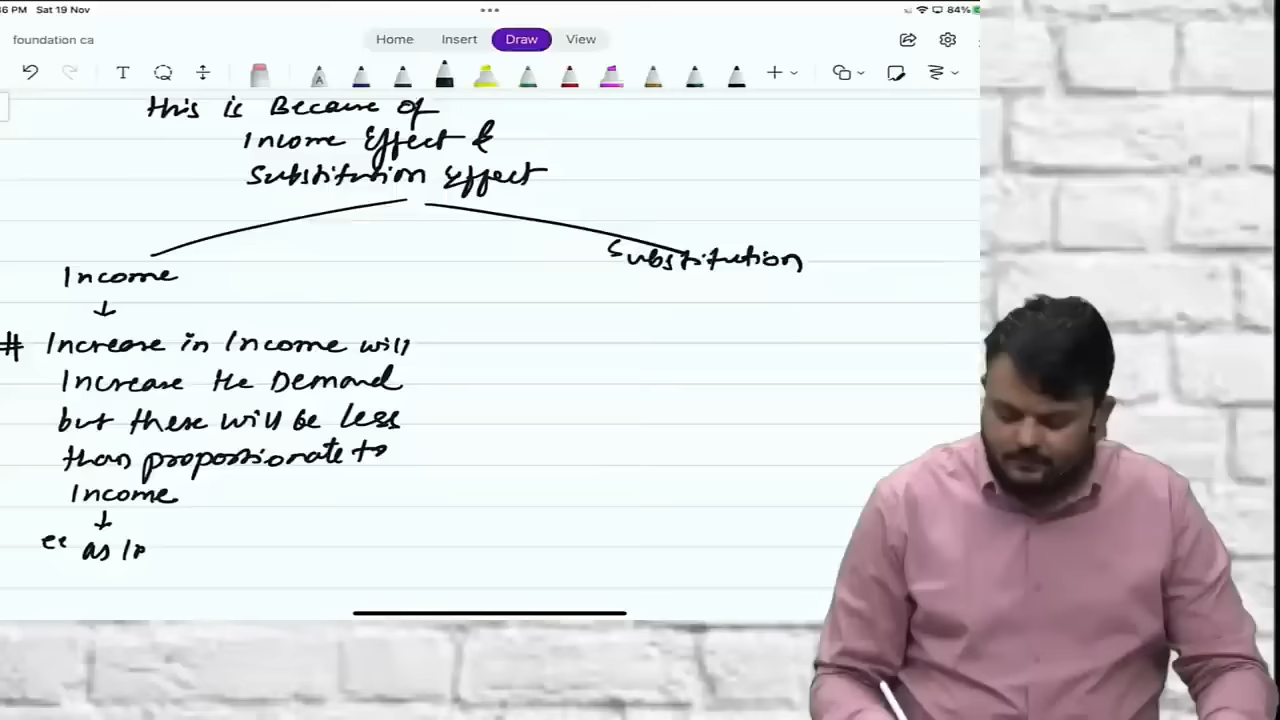 36 PM Sat 19 Nov
84%
foundation ca
Home Insert Draw View
T
A
This is Because of
Income Effect &
Substitution Effect
Income
Substitution
# Increase in Income will
Increase the Demand
but these will be less
than proportionate to
Income
as In